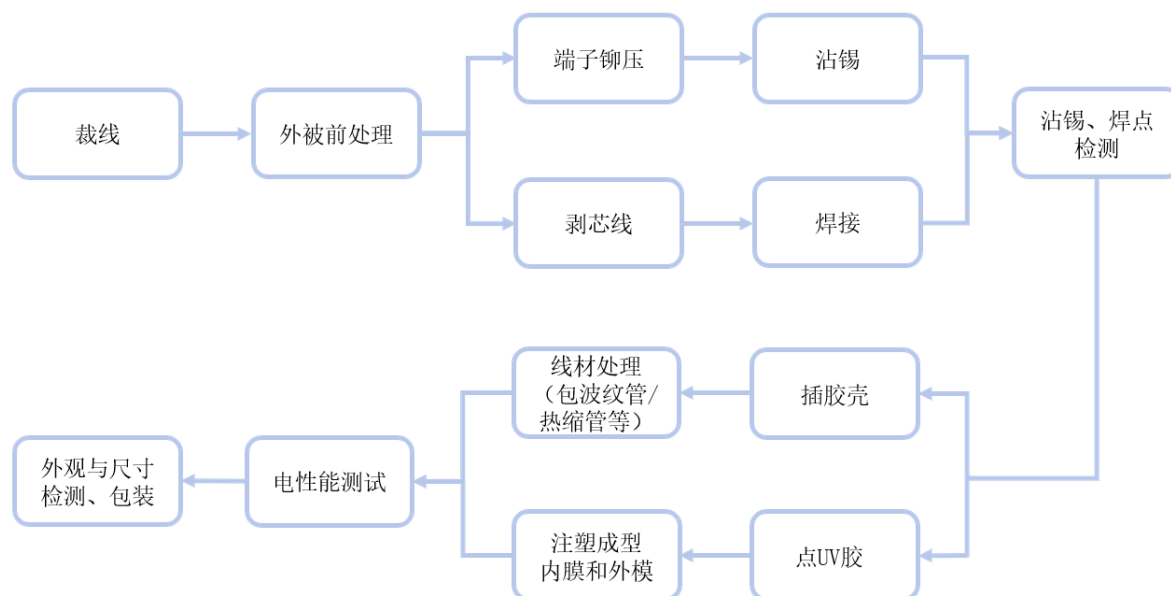 端子铆压
沾锡
裁线
外被前处理
沾锡、焊点
检测
剥芯线
焊接
线材处理
（包波纹管/
热缩管等）
插胶壳
外观与尺寸
检测、包装
电性能测试
注塑成型
内膜和外模
点UV胶